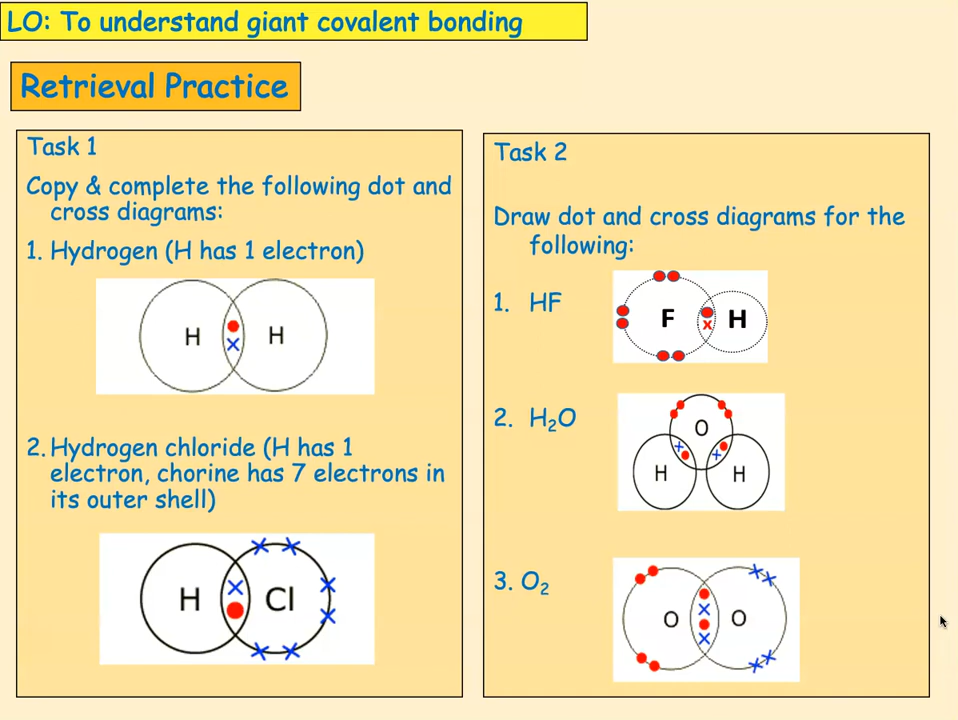 LO: To understand giant covalent bonding
Retrieval Practice
Task 1
Copy & complete the following dot and
cross diagrams:
1. Hydrogen (H has 1 electron)
H H
2. Hydrogen chloride (H has 1
electron, chorine has 7 electrons in
its outer shell)
H Cl
Task 2
Draw dot and cross diagrams for the
following:
1. HF
F H
2. H₂O
O
H H
3. O₂
O O